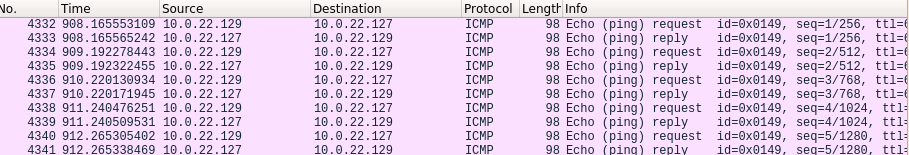 No. Time Source Destination Protocol Length Info
4332 908.165553109 10.0.22.129 10.0.22.127 ICMP 98 Echo (ping) request id=0x0149, seq=1/256, ttl=6
4333 908.165565242 10.0.22.127 10.0.22.129 ICMP 98 Echo (ping) reply id=0x0149, seq=1/256, ttl=6
4334 909.192278443 10.0.22.129 10.0.22.127 ICMP 98 Echo (ping) request id=0x0149, seq=2/512, ttl=6
4335 909.192322455 10.0.22.127 10.0.22.129 ICMP 98 Echo (ping) reply id=0x0149, seq=2/512, ttl=6
4336 910.220130934 10.0.22.129 10.0.22.127 ICMP 98 Echo (ping) request id=0x0149, seq=3/768, ttl=6
4337 910.220171945 10.0.22.127 10.0.22.129 ICMP 98 Echo (ping) reply id=0x0149, seq=3/768, ttl=6
4338 911.240476251 10.0.22.129 10.0.22.127 ICMP 98 Echo (ping) request id=0x0149, seq=4/1024, ttl=
4339 911.240509531 10.0.22.127 10.0.22.129 ICMP 98 Echo (ping) reply id=0x0149, seq=4/1024, ttl=
4340 912.265305402 10.0.22.129 10.0.22.127 ICMP 98 Echo (ping) request id=0x0149, seq=5/1280, ttl=
4341 912.265338469 10.0.22.127 10.0.22.129 ICMP 98 Echo (ping) reply id=0x0149, seq=5/1280, ttl=